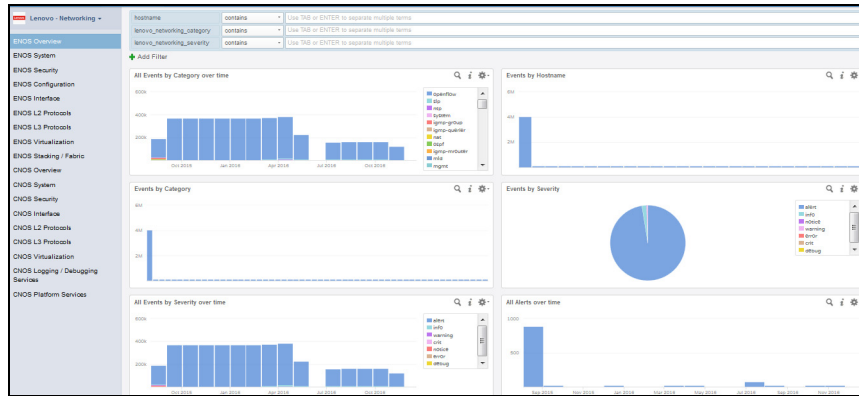 Lenovo - Networking
ENOS Overview
ENOS System
ENOS Security
ENOS Configuration
ENOS Interface
ENOS L2 Protocols
ENOS L3 Protocols
ENOS Virtualization
ENOS Stacking / Fabric
CNOS Overview
CNOS System
CNOS Security
CNOS Interface
CNOS L2 Protocols
CNOS L3 Protocols
CNOS Virtualization
CNOS Logging / Debugging
Services
CNOS Platform Services
hostname contains Use TAB or ENTER to separate multiple terms
lenovo_networking_category contains Use TAB or ENTER to separate multiple terms
lenovo_networking_severity contains Use TAB or ENTER to separate multiple terms
Add Filter
All Events by Category over time
600k
400k
200k
Oct 2015 Jan 2016 Apr 2016 Jul 2016 Oct 2016
openflow
slp
ntp
system
igmp-group
igmp-querier
net
ospf
igmp-mrouter
mld
mgmt
Events by Hostname
6M
4M
2M
Events by Category
6M
4M
2M
Events by Severity
alert
info
notice
warning
error
crit
debug
All Events by Severity over time
600k
400k
200k
Oct 2015 Jan 2016 Apr 2016 Jul 2016 Oct 2016
alert
info
warning
crit
notice
error
debug
All Alerts over time
1000
500
Sep 2015 Nov 2015 Jan 2016 Mar 2016 May 2016 Jul 2016 Sep 2016 Nov 2016